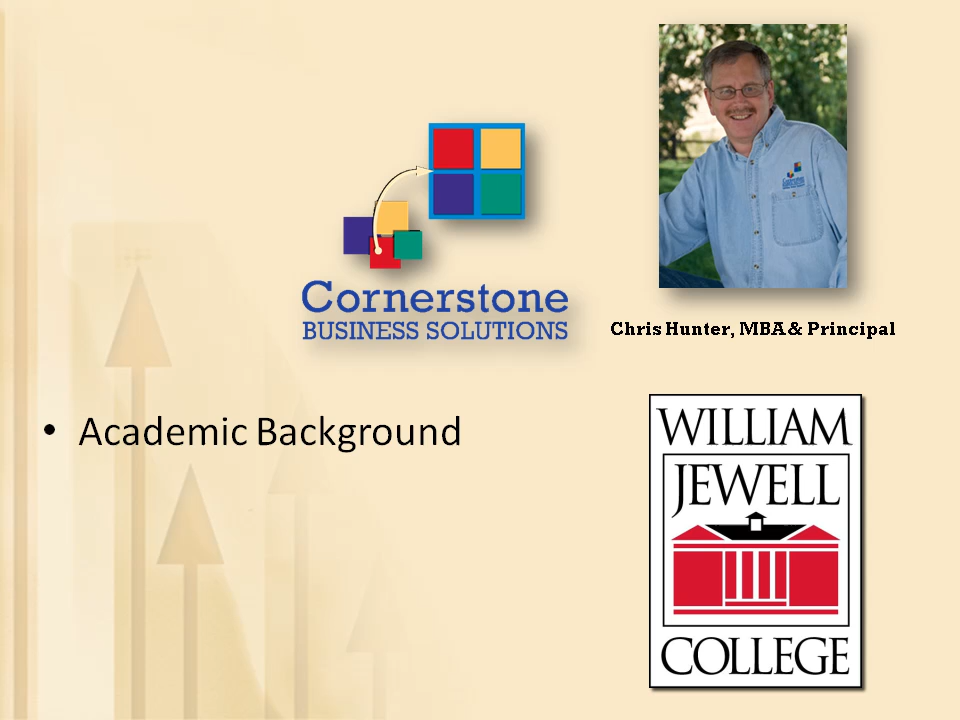 Cornerstone
BUSINESS SOLUTIONS
Chris Hunter, MBA & Principal
• Academic Background
WILLIAM
JEWELL
COLLEGE